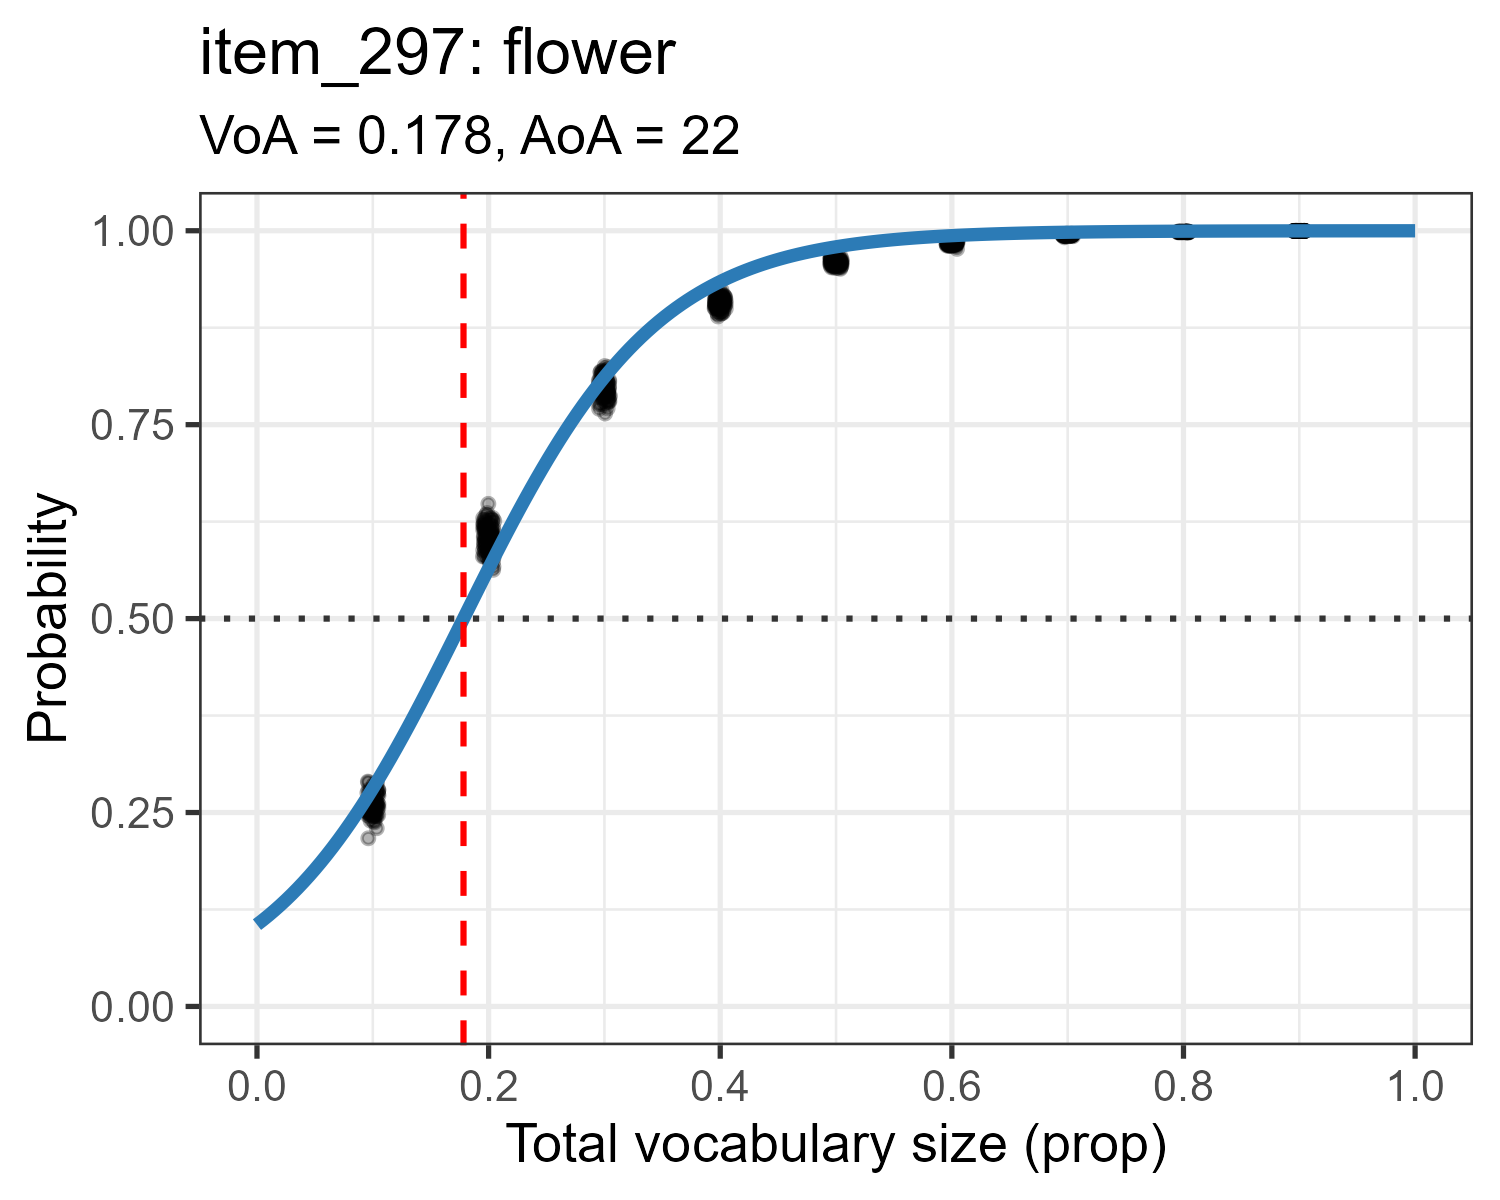 item_297: flower
VoA = 0.178, AoA = 22
1.00
0.75
0.50
0.25
0.00
Probability
0.0 0.2 0.4 0.6 0.8 1.0
Total vocabulary size (prop)